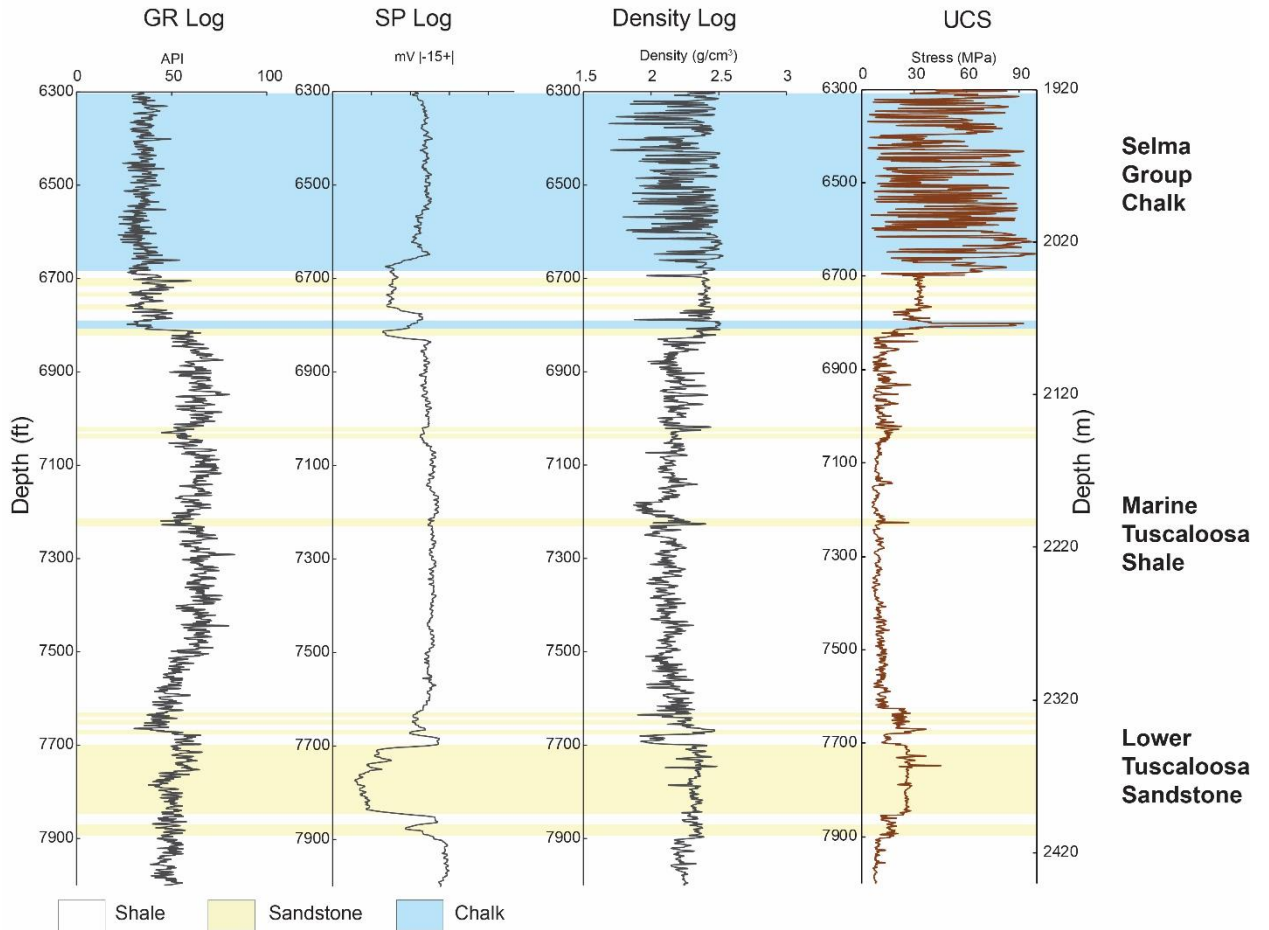 GR Log
SP Log
Density Log
UCS
API
mV |-15+|
Density (g/cm³)
Stress (MPa)
0 50 100
1.5 2 2.5 3
0 30 60 90
6300 6300 6300 6300 1920
6500 6500 6500 6500
2020
6700 6700 6700 6700
6900 6900 6900 6900
2120
7100 7100 7100 7100
2220
7300 7300 7300 7300
7500 7500 7500 7500
2320
7700 7700 7700 7700
7900 7900 7900 7900
2420
Depth (ft)
Depth (m)
Selma
Group
Chalk
Marine
Tuscaloosa
Shale
Lower
Tuscaloosa
Sandstone
Shale
Sandstone
Chalk